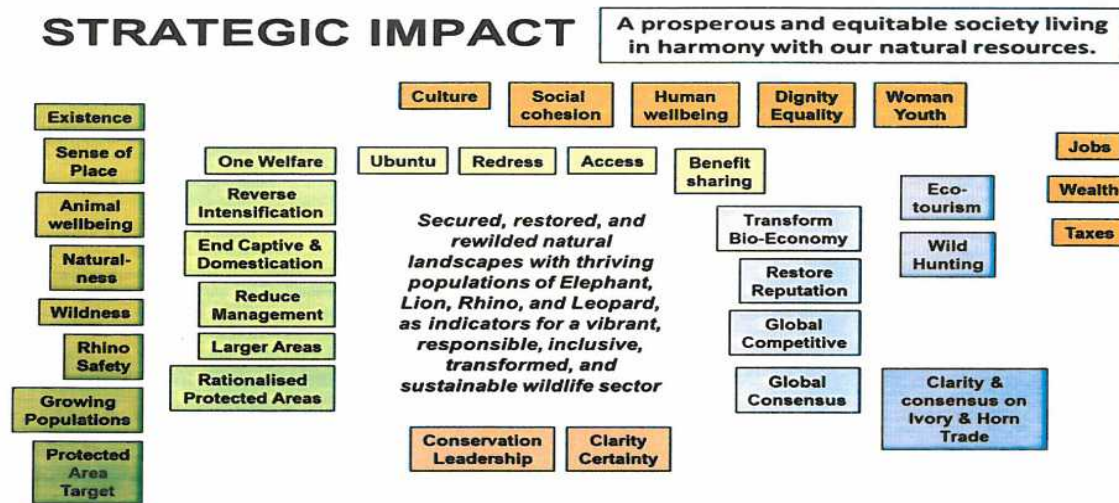 STRATEGIC IMPACT
A prosperous and equitable society living
in harmony with our natural resources.
Culture
Social
cohesion
Human
wellbeing
Dignity
Equality
Woman
Youth
Existence
Sense of
Place
Animal
wellbeing
Natural-
ness
Wildness
Rhino
Safety
Growing
Populations
Protected
Area
Target
One Welfare
Reverse
Intensification
End Captive &
Domestication
Reduce
Management
Larger Areas
Rationalised
Protected Areas
Ubuntu
Redress
Access
Benefit
sharing
Secured, restored, and
rewilded natural
landscapes with thriving
populations of Elephant,
Lion, Rhino, and Leopard,
as indicators for a vibrant,
responsible, inclusive,
transformed, and
sustainable wildlife sector
Conservation
Leadership
Clarity
Certainty
Transform
Bio-Economy
Restore
Reputation
Global
Competitive
Global
Consensus
Eco-
tourism
Wild
Hunting
Clarity &
consensus on
Ivory & Horn
Trade
Jobs
Wealth
Taxes